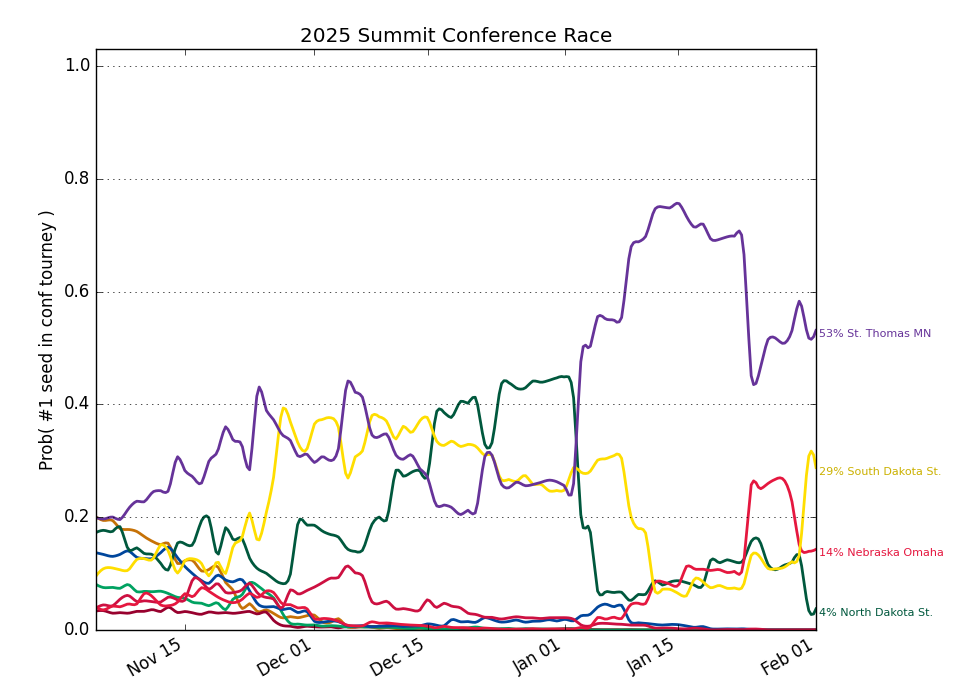 2025 Summit Conference Race
Prob( #1 seed in conf tourney )
1.0
0.8
0.6
0.4
0.2
0.0
53% St. Thomas MN
29% South Dakota St.
14% Nebraska Omaha
4% North Dakota St.
Nov 15
Dec 01
Dec 15
Jan 01
Jan 15
Feb 01